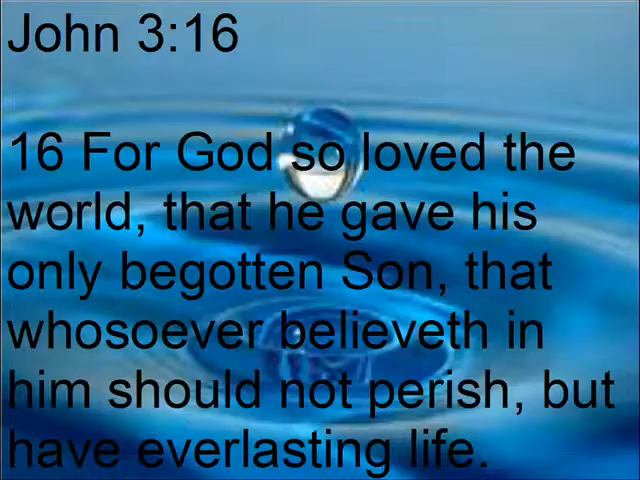 John 3:16
16 For God so loved the
world, that he gave his
only begotten Son, that
whosoever believeth in
him should not perish, but
have everlasting life.